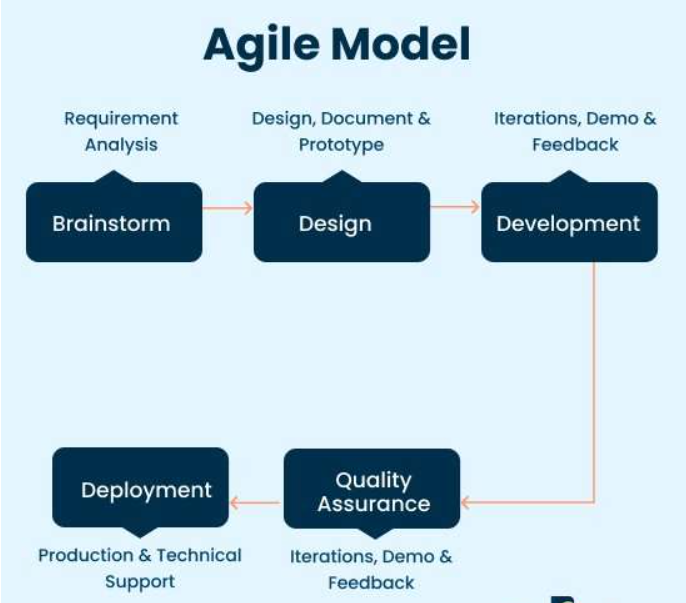 Agile Model
Requirement
Analysis
Design, Document &
Prototype
Iterations, Demo &
Feedback
Brainstorm
Design
Development
Deployment
Quality
Assurance
Production & Technical
Support
Iterations, Demo &
Feedback